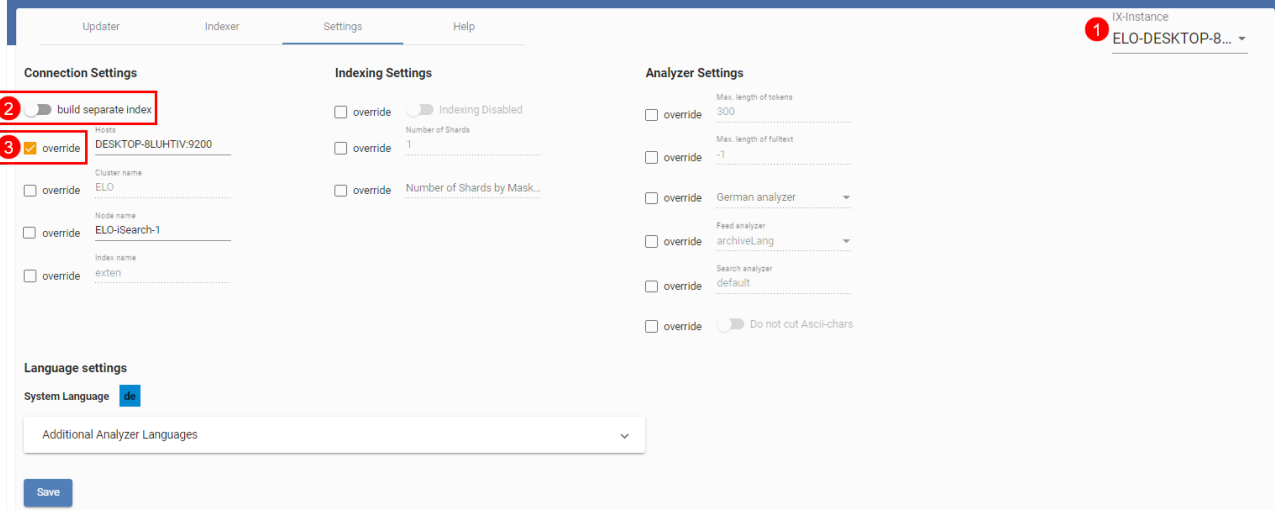 Updater Indexer Settings Help
IX-Instance
1 ELO-DESKTOP-8...
Connection Settings
2 build separate index
Hosts
3 override DESKTOP-8LUHTIV:9200
Cluster name
override ELO
Node name
override ELO-iSearch-1
Index name
override exten
Indexing Settings
override Indexing Disabled
Number of Shards
override 1
override Number of Shards by Mask...
Analyzer Settings
Max. length of tokens
override 300
Max. length of fulltext
override -1
override German analyzer
Feed analyzer
override archiveLang
Search analyzer
override default
override Do not cut Ascii-chars
Language settings
System Language de
Additional Analyzer Languages
Save